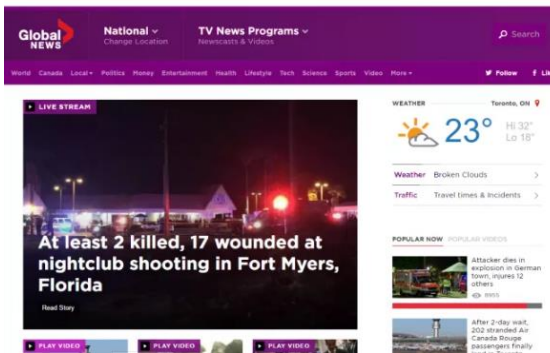 Global
NEWS
National
Change Location
TV News Programs
Newscasts & Videos
Search
World Canada Local Politics Money Entertainment Health Lifestyle Tech Science Sports Video More
Follow
f Li
LIVE STREAM
At least 2 killed, 17 wounded at
nightclub shooting in Fort Myers,
Florida
Read Story
PLAY VIDEO
PLAY VIDEO
PLAY VIDEO
WEATHER
Toronto, ON
23°
Hi 32°
Lo 18°
Weather Broken Clouds
Traffic Travel times & Incidents
POPULAR NOW POPULAR VIDEOS
Attacker dies in
explosion in German
town, injures 12
others
8955
After 2-day wait,
202 stranded Air
Canada Rouge
passengers finally